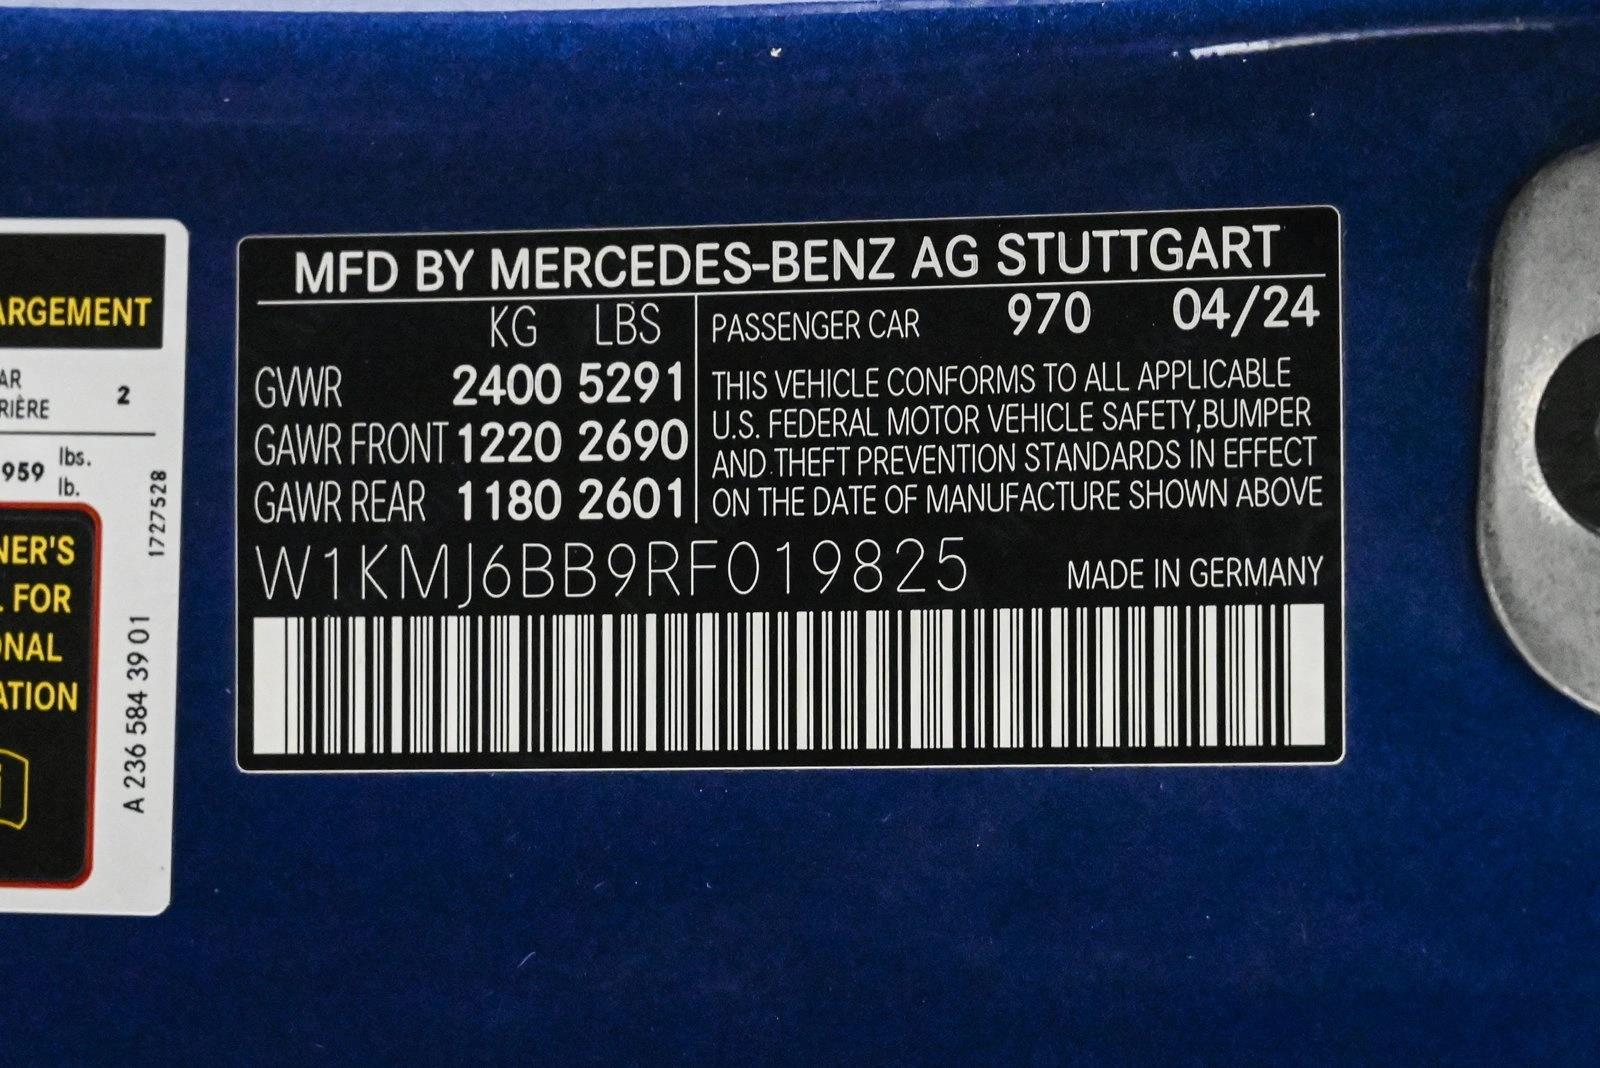 ARGEMENT
AR
RIÈRE 2
959 lbs.
lb.
NER'S
FOR
NAL
ATION
1727528
A 236 584 39 01
MFD BY MERCEDES-BENZ AG STUTTGART
KG LBS
GVWR 2400 5291
GAWR FRONT 1220 2690
GAWR REAR 1180 2601
PASSENGER CAR 970 04/24
THIS VEHICLE CONFORMS TO ALL APPLICABLE
U.S. FEDERAL MOTOR VEHICLE SAFETY,BUMPER
AND THEFT PREVENTION STANDARDS IN EFFECT
ON THE DATE OF MANUFACTURE SHOWN ABOVE
W1KMJ6BB9RF019825 MADE IN GERMANY